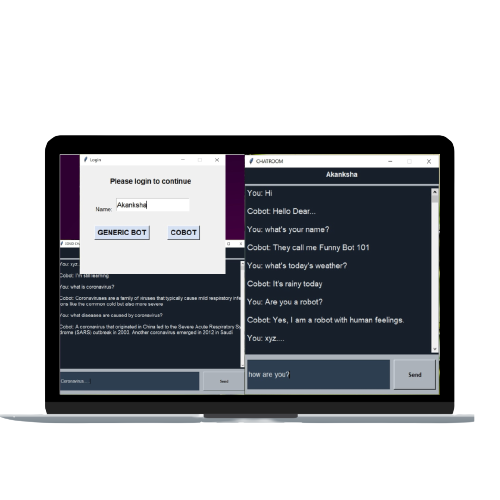 Login
Please login to continue
Name:
Akanksha
GENERIC BOT
COBOT
You: xyz
Cobot: I'm still learning
You: what is coronavirus?
Cobot: Coronaviruses are a family of viruses that typically cause mild respiratory infe
ions like the common cold but also more severe
You: what diseases are caused by coronavirus?
Cobot: A coronavirus that originated in China led to the Severe Acute Respiratory Sy
drome (SARS) outbreak in 2003. Another coronavirus emerged in 2012 in Saudi
Coronavirus...
Send
CHATROOM
Akanksha
You: Hi
Cobot: Hello Dear...
You: what's your name?
Cobot: They call me Funny Bot 101
You: what's today's weather?
Cobot: It's rainy today
You: Are you a robot?
Cobot: Yes, I am a robot with human feelings.
You: xyz....
how are you?
Send